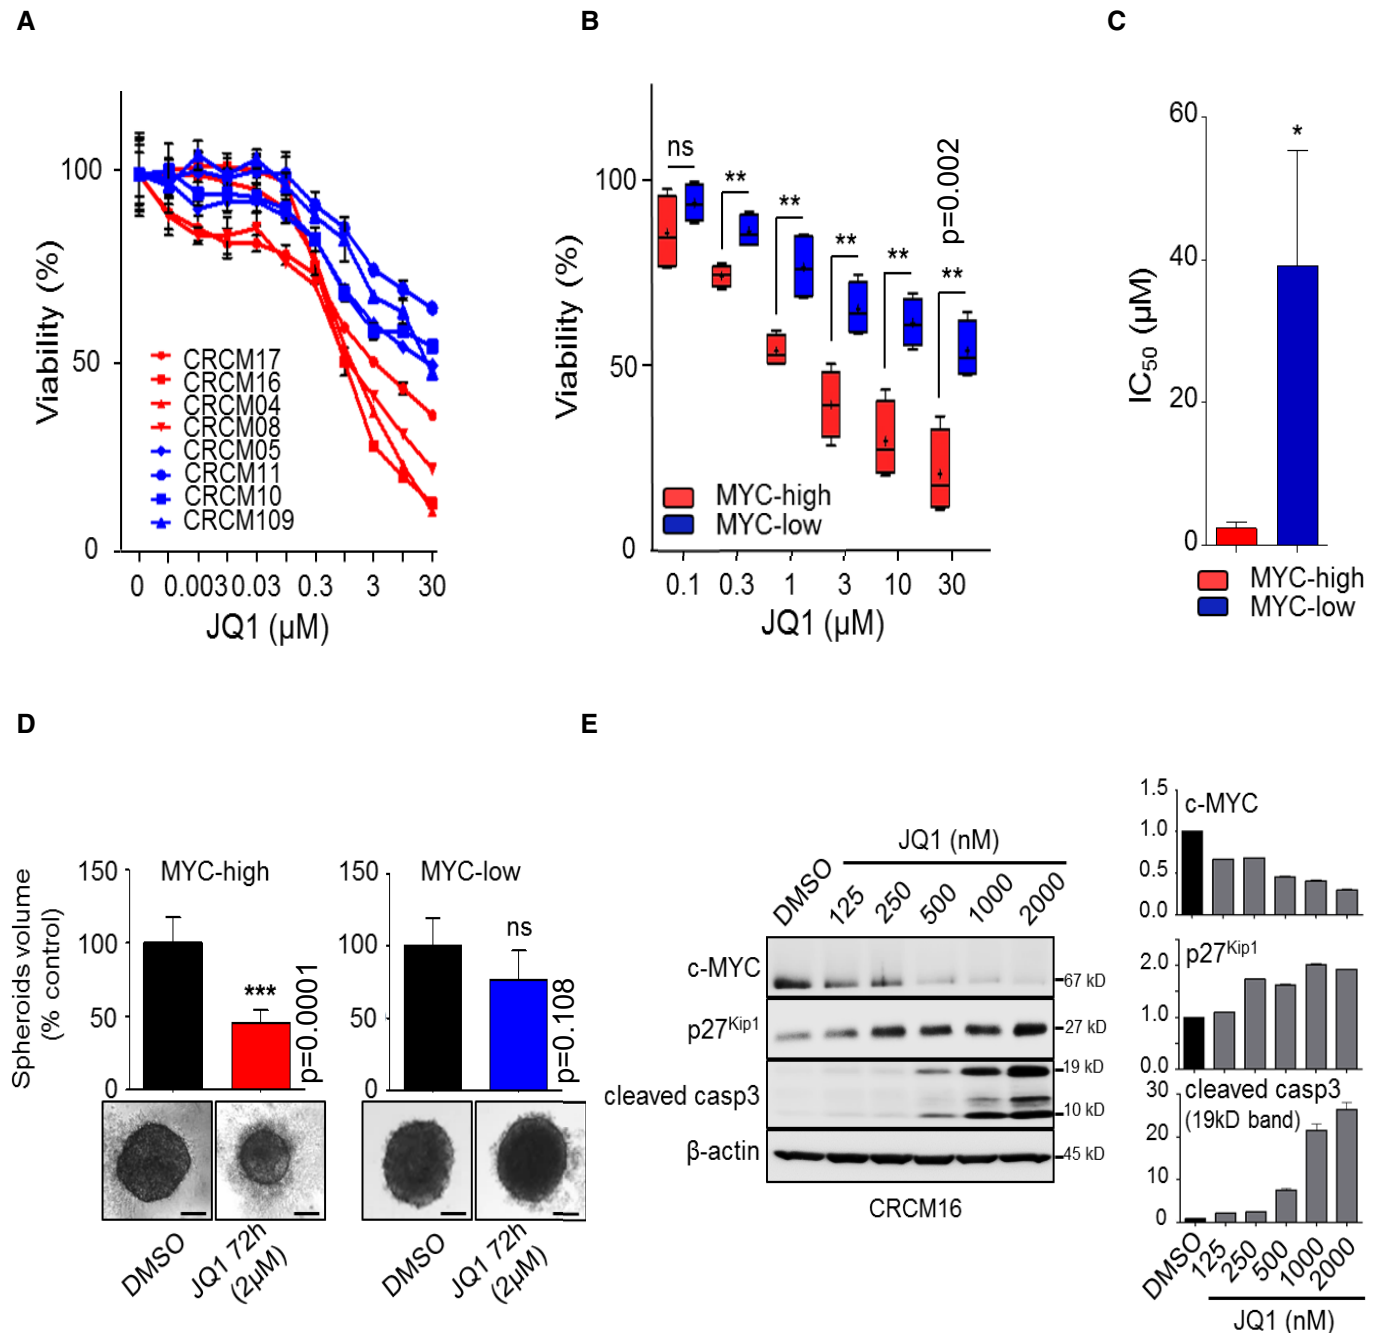 A
B
C
100
50
0
Viability (%)
CRCM17
CRCM16
CRCM04
CRCM08
CRCM05
CRCM11
CRCM10
CRCM109
0 0.003 0.03 0.3 3 30
JQ1 (µM)
100
50
0
Viability (%)
ns
**
**
**
**
**
p=0.002
MYC-high
MYC-low
0.1 0.3 1 3 10 30
JQ1 (µM)
60
40
20
0
IC50 (µM)
*
MYC-high
MYC-low
D
E
Spheroids volume
(% control)
150
100
50
0
MYC-high
***
p=0.0001
150
100
50
0
MYC-low
ns
p=0.108
DMSO
JQ1 72h
(2µM)
DMSO
JQ1 72h
(2µM)
JQ1 (nM)
DMSO 125 250 500 1000 2000
c-MYC
67 kD
p27Kip1
27 kD
19 kD
cleaved casp3
10 kD
β-actin
45 kD
CRCM16
1.5
1.0
0.5
0.0
c-MYC
2.0
1.0
0.0
p27Kip1
30
20
10
0
cleaved casp3
(19kD band)
DMSO 125 250 500 1000 2000
JQ1 (nM)